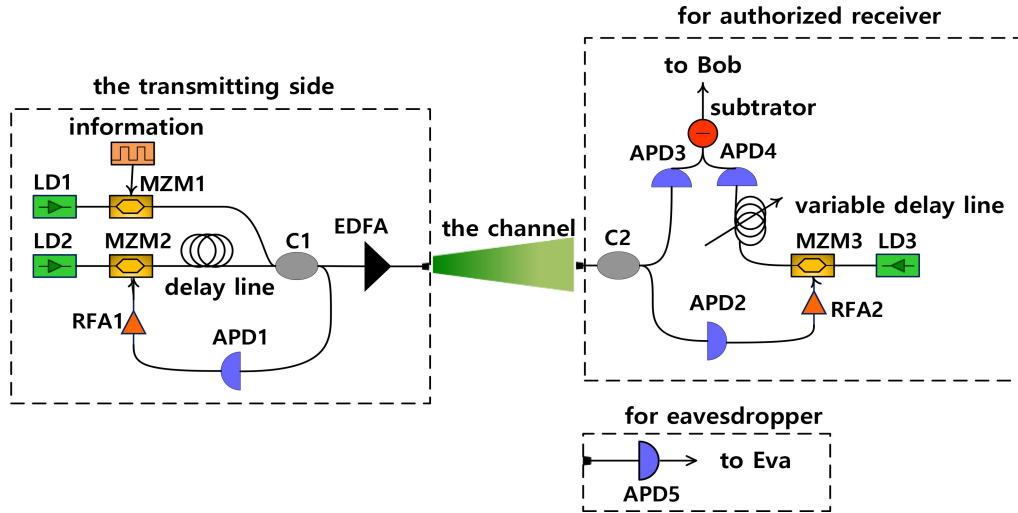 for authorized receiver
the transmitting side
to Bob
information
subtrator
APD3
APD4
LD1
MZM1
variable delay line
LD2
MZM2
C1
EDFA
the channel
C2
MZM3
LD3
delay line
RFA1
APD1
APD2
RFA2
for eavesdropper
to Eva
APD5